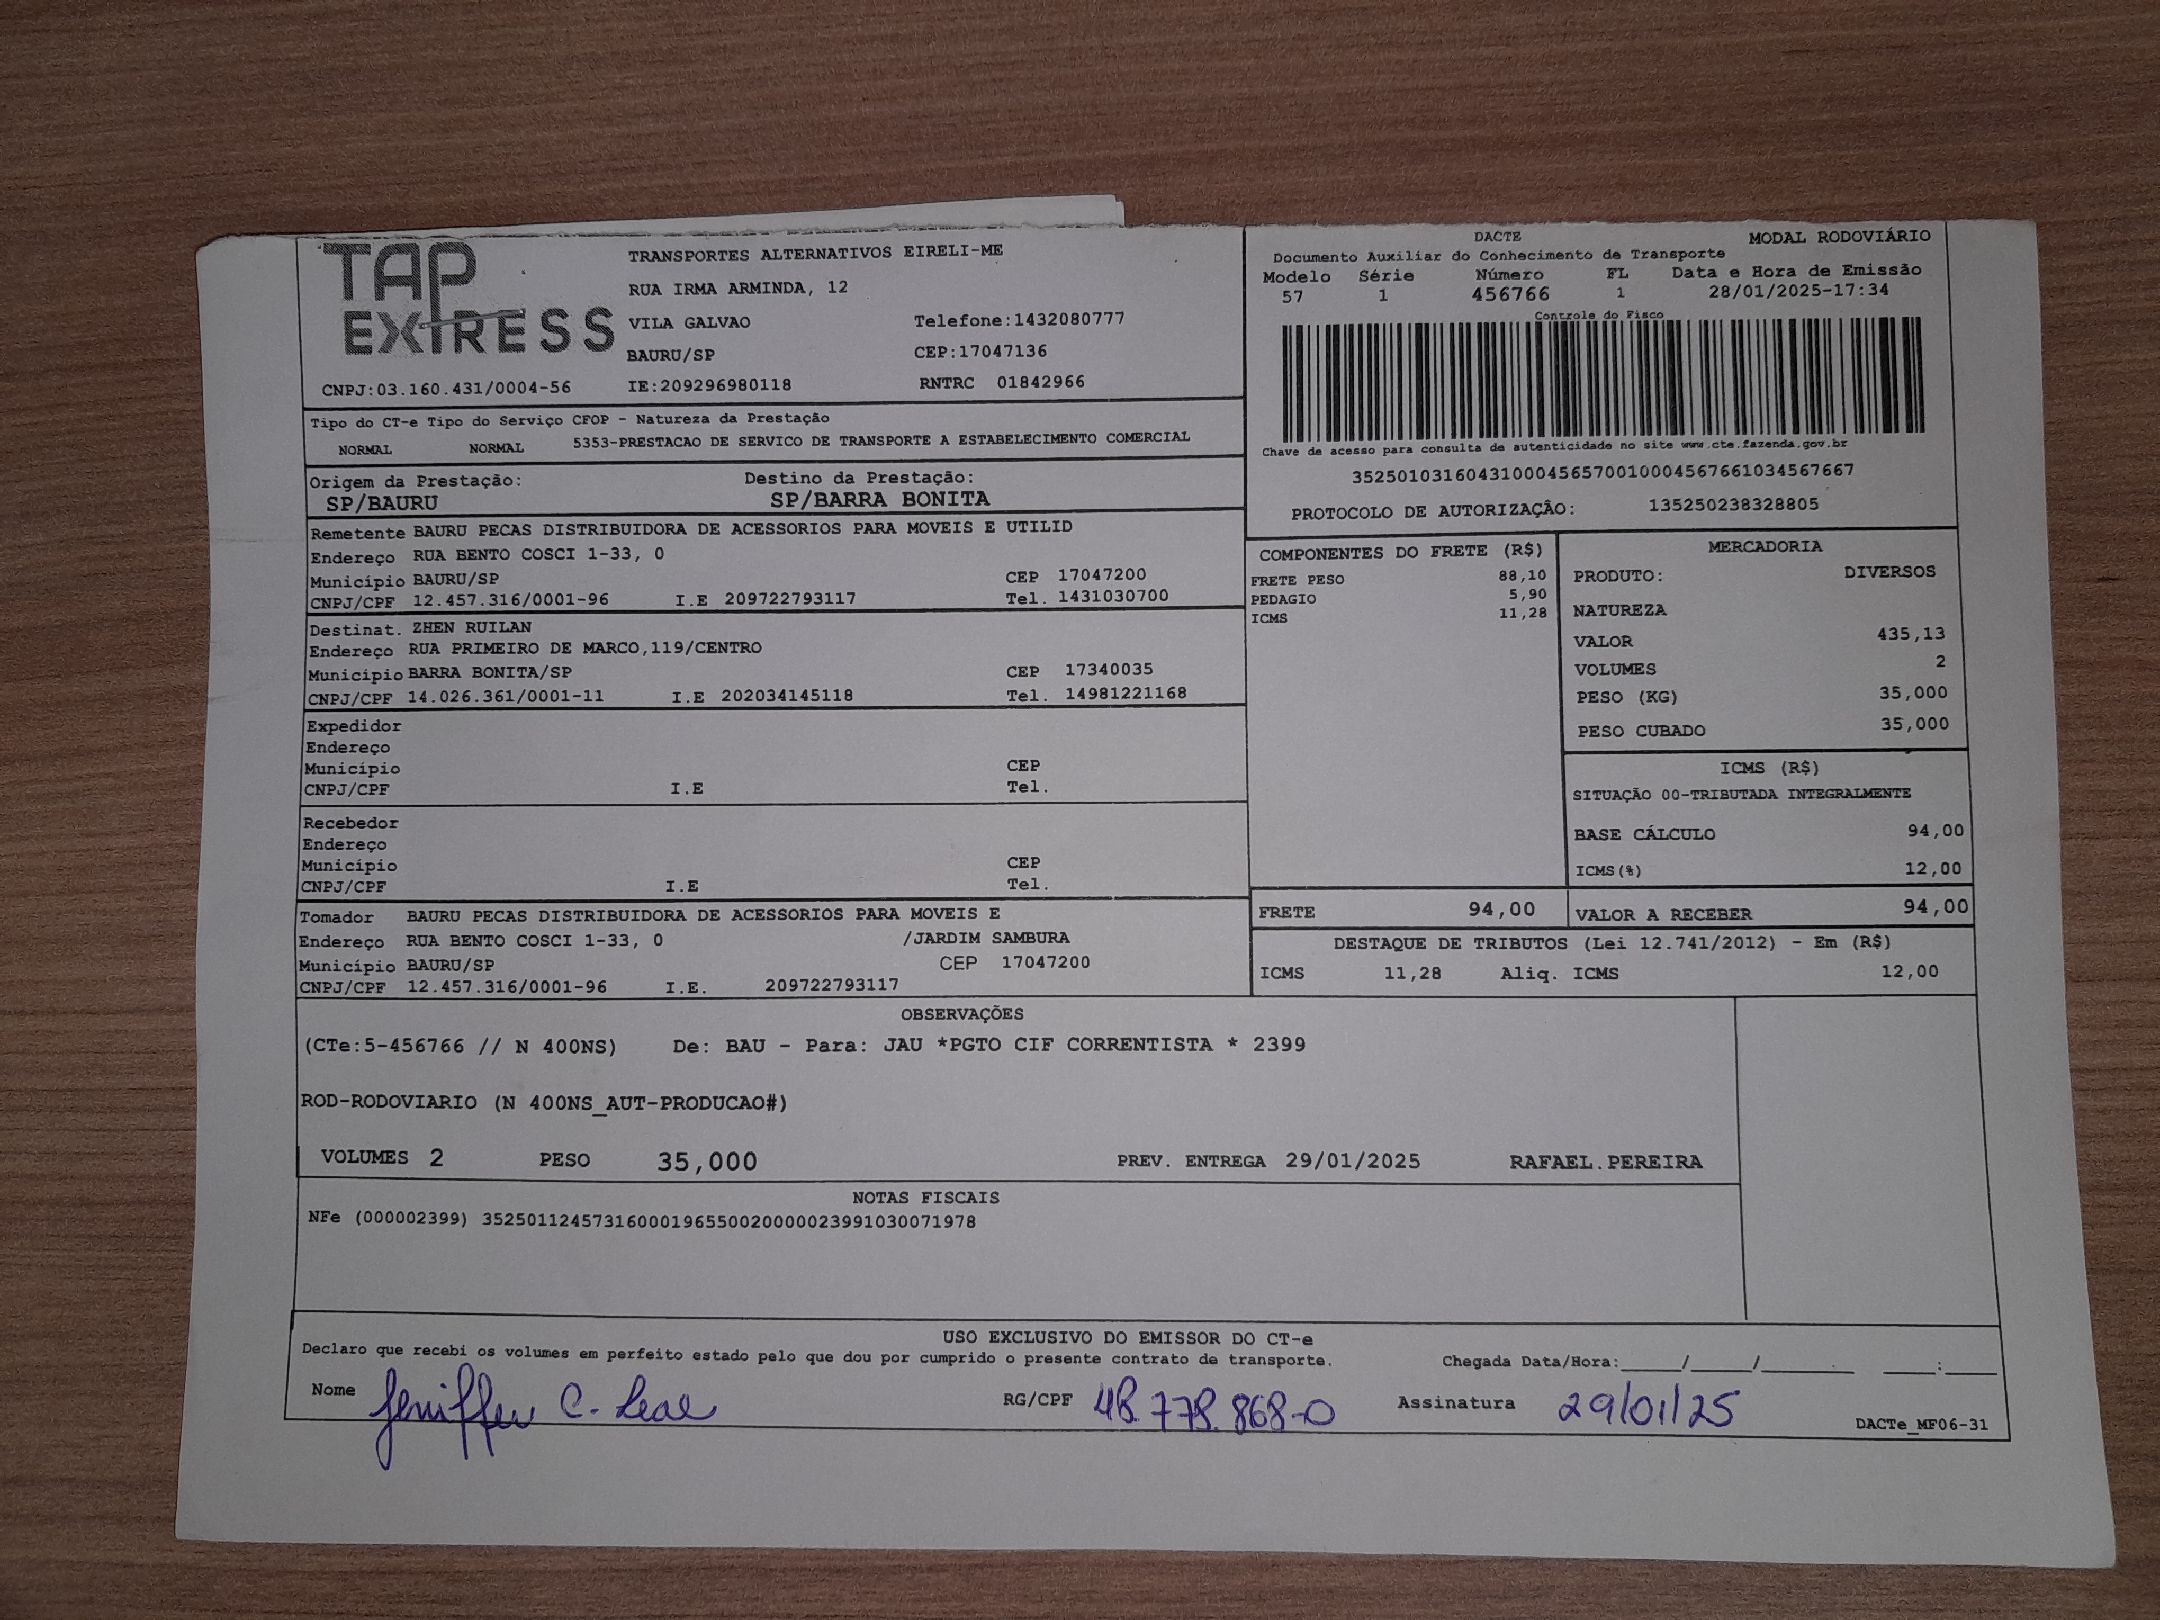 TAP EXPRESS
TRANSPORTES ALTERNATIVOS EIRELI-ME
RUA IRMA ARMINDA, 12
VILA GALVAO Telefone:1432080777
BAURU/SP CEP:17047136
CNPJ:03.160.431/0004-56 IE:209296980118 RNTRC 01842966
DACTE MODAL RODOVIÁRIO
Documento Auxiliar do Conhecimento de Transporte
Modelo Série Número FL Data e Hora de Emissão
57 1 456766 1 28/01/2025-17:34
Controle do Fisco
Chave de acesso para consulta de autenticidade no site www.cte.fazenda.gov.br
35250103160431000456570010004567661034567667
PROTOCOLO DE AUTORIZAÇÃO: 135250238328805
Tipo do CT-e Tipo do Serviço CFOP - Natureza da Prestação
NORMAL NORMAL 5353-PRESTACAO DE SERVICO DE TRANSPORTE A ESTABELECIMENTO COMERCIAL
Origem da Prestação: Destino da Prestação:
SP/BAURU SP/BARRA BONITA
Remetente BAURU PECAS DISTRIBUIDORA DE ACESSORIOS PARA MOVEIS E UTILID
Endereço RUA BENTO COSCI 1-33, 0
Município BAURU/SP CEP 17047200
CNPJ/CPF 12.457.316/0001-96 I.E 209722793117 Tel. 1431030700
Destinat. ZHEN RUILAN
Endereço RUA PRIMEIRO DE MARCO,119/CENTRO
Município BARRA BONITA/SP CEP 17340035
CNPJ/CPF 14.026.361/0001-11 I.E 202034145118 Tel. 14981221168
Expedidor
Endereço
Município CEP
CNPJ/CPF I.E Tel.
Recebedor
Endereço
Município CEP
CNPJ/CPF I.E Tel.
Tomador BAURU PECAS DISTRIBUIDORA DE ACESSORIOS PARA MOVEIS E
Endereço RUA BENTO COSCI 1-33, 0 /JARDIM SAMBURA
Município BAURU/SP CEP 17047200
CNPJ/CPF 12.457.316/0001-96 I.E. 209722793117
COMPONENTES DO FRETE (R$)
FRETE PESO 88,10
PEDAGIO 5,90
ICMS 11,28
MERCADORIA
PRODUTO: DIVERSOS
NATUREZA
VALOR 435,13
VOLUMES 2
PESO (KG) 35,000
PESO CUBADO 35,000
ICMS (R$)
SITUAÇÃO 00-TRIBUTADA INTEGRALMENTE
BASE CÁLCULO 94,00
ICMS(%) 12,00
FRETE 94,00 VALOR A RECEBER 94,00
DESTAQUE DE TRIBUTOS (Lei 12.741/2012) - Em (R$)
ICMS 11,28 Aliq. ICMS 12,00
OBSERVAÇÕES
(CTe:5-456766 // N 400NS) De: BAU - Para: JAU *PGTO CIF CORRENTISTA * 2399
ROD-RODOVIARIO (N 400NS_AUT-PRODUCAO#)
VOLUMES 2 PESO 35,000 PREV. ENTREGA 29/01/2025 RAFAEL.PEREIRA
NOTAS FISCAIS
NFe (000002399) 35250112457316000196550020000023991030071978
USO EXCLUSIVO DO EMISSOR DO CT-e
Declaro que recebi os volumes em perfeito estado pelo que dou por cumprido o presente contrato de transporte. Chegada Data/Hora:____/____/____ ____:____
Nome Jeniffer C. Leal RG/CPF 48.778.868-0 Assinatura 29/01/25
DACTe_MF06-31